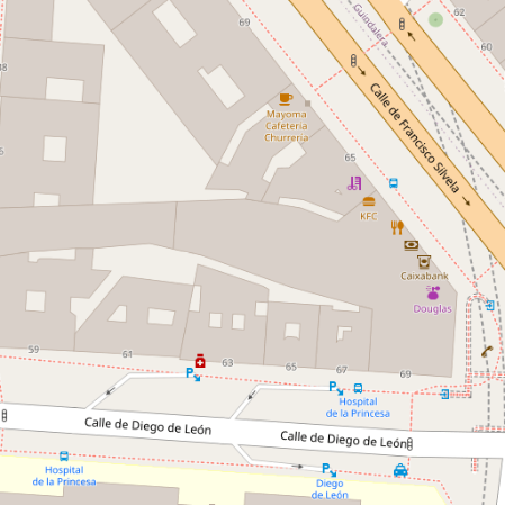 69
62
60
Guindalera
Calle de Francisco Silvela
Mayoma
Cafetería
Churrería
65
KFC
Caixabank
Douglas
59
61
63
65
67
69
P
P
Hospital
de la Princesa
Calle de Diego de León
Calle de Diego de León
Hospital
de la Princesa
P
Diego
de León